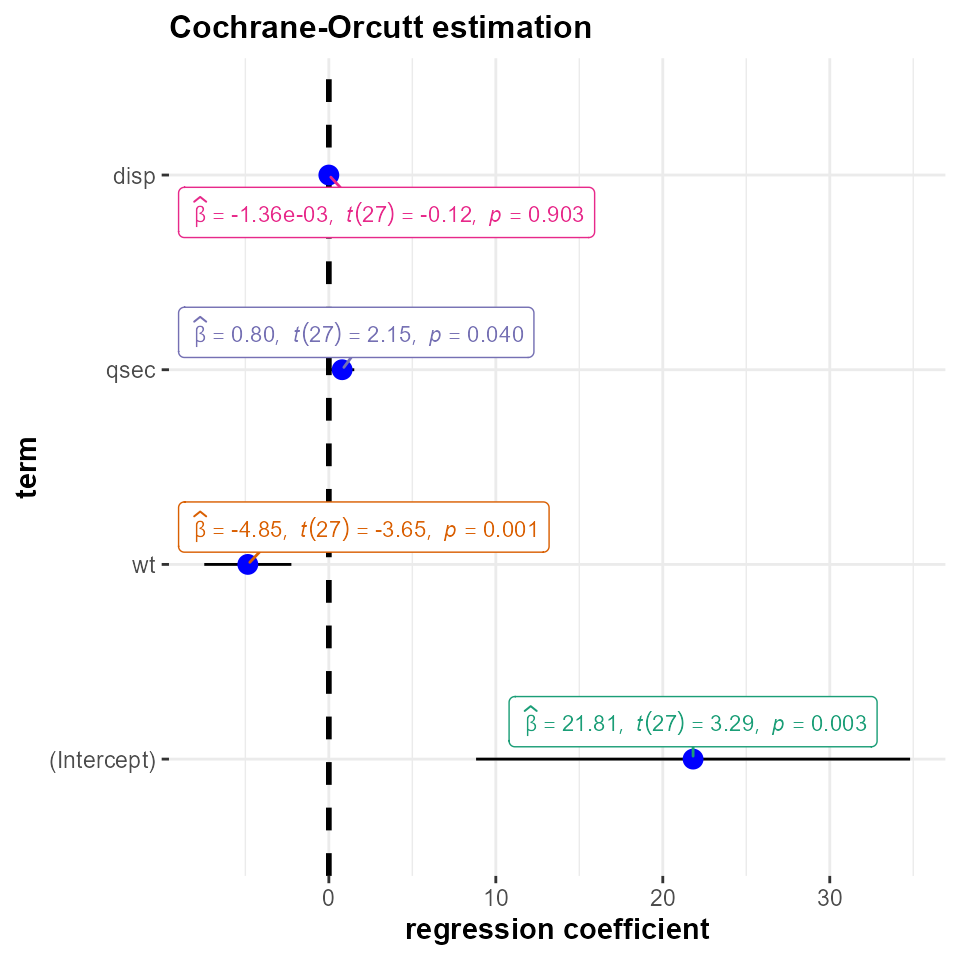 Cochrane-Orcutt estimation
disp
β̂ = -1.36e-03, t(27) = -0.12, p = 0.903
β̂ = 0.80, t(27) = 2.15, p = 0.040
qsec
term
β̂ = -4.85, t(27) = -3.65, p = 0.001
wt
β̂ = 21.81, t(27) = 3.29, p = 0.003
(Intercept)
0 10 20 30
regression coefficient